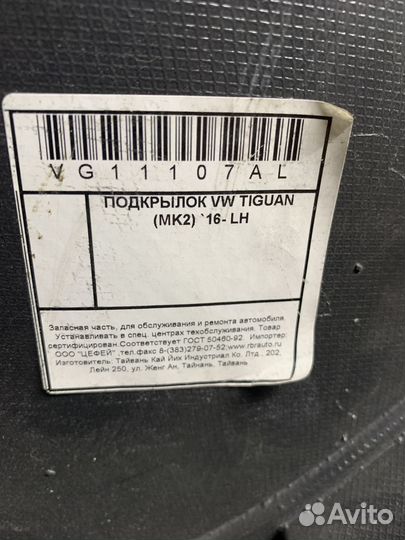 VG11107AL
ПОДКРЫЛОК VW TIGUAN
(MK2) `16- LH
Запасная часть, для обслуживания и ремонта автомобиля.
Устанавливать в спец. центрах техобслуживания. Товар
сертифицирован.Соответствует ГОСТ 50460-92. Импортер:
ООО "ЦЕФЕЙ" ,тел.факс 8-(383)279-07-52;www.rbrauto.ru
Изготовитель: Тайвань Кай Йих Индустриал Ко. Лтд., 202,
Лейн 250, ул. Женг Ан, Тайнань, Тайвань
Avito